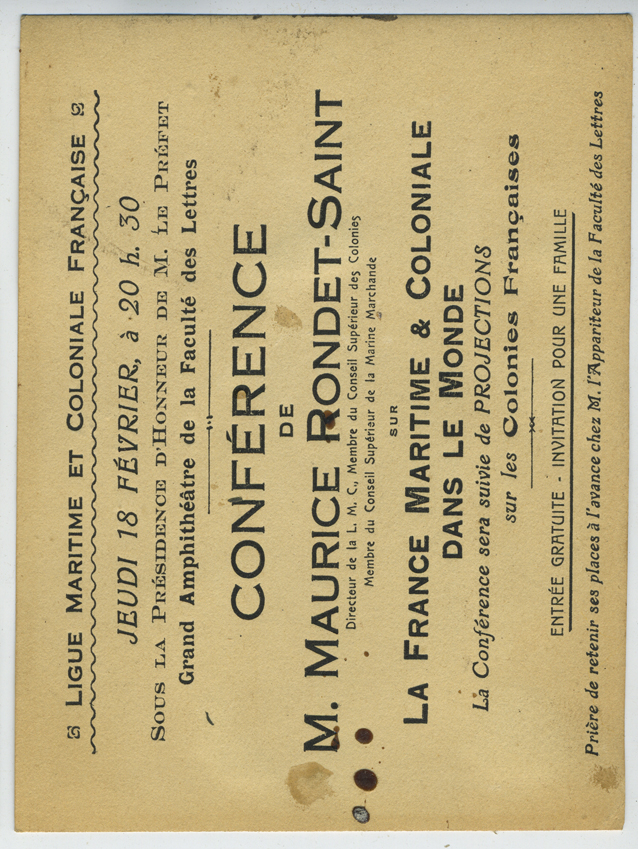 LIGUE MARITIME ET COLONIALE FRANÇAISE
JEUDI 18 FÉVRIER, à 20 h. 30
SOUS LA PRÉSIDENCE D'HONNEUR DE M. LE PRÉFET
Grand Amphithéâtre de la Faculté des Lettres
CONFÉRENCE
DE
M. MAURICE RONDET-SAINT
Directeur de la L. M. C., Membre du Conseil Supérieur des Colonies
Membre du Conseil Supérieur de la Marine Marchande
SUR
LA FRANCE MARITIME & COLONIALE
DANS LE MONDE
La Conférence sera suivie de PROJECTIONS
sur les Colonies Françaises
ENTRÉE GRATUITE - INVITATION POUR UNE FAMILLE
Prière de retenir ses places à l'avance chez M. l'Appariteur de la Faculté des Lettres